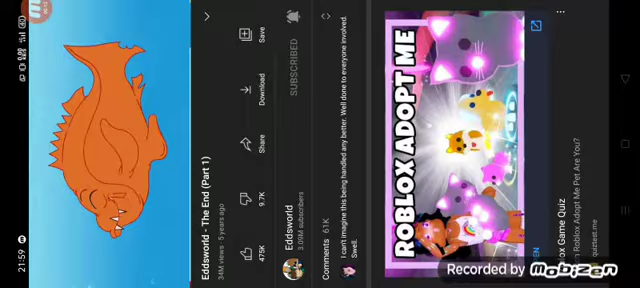 21:59
Eddsworld - The End (Part 1)
34M views · 5 years ago
475K
9.7K
Share
Download
Save
Eddsworld
3.09M subscribers
SUBSCRIBED
Comments 61K
I can't imagine this being handled any better. Well done to everyone involved.
Swell.
ROBLOX ADOPT ME
Game Quiz
Roblox Adopt Me Pet Are You?
quiztest.me
Recorded by
Mobizen